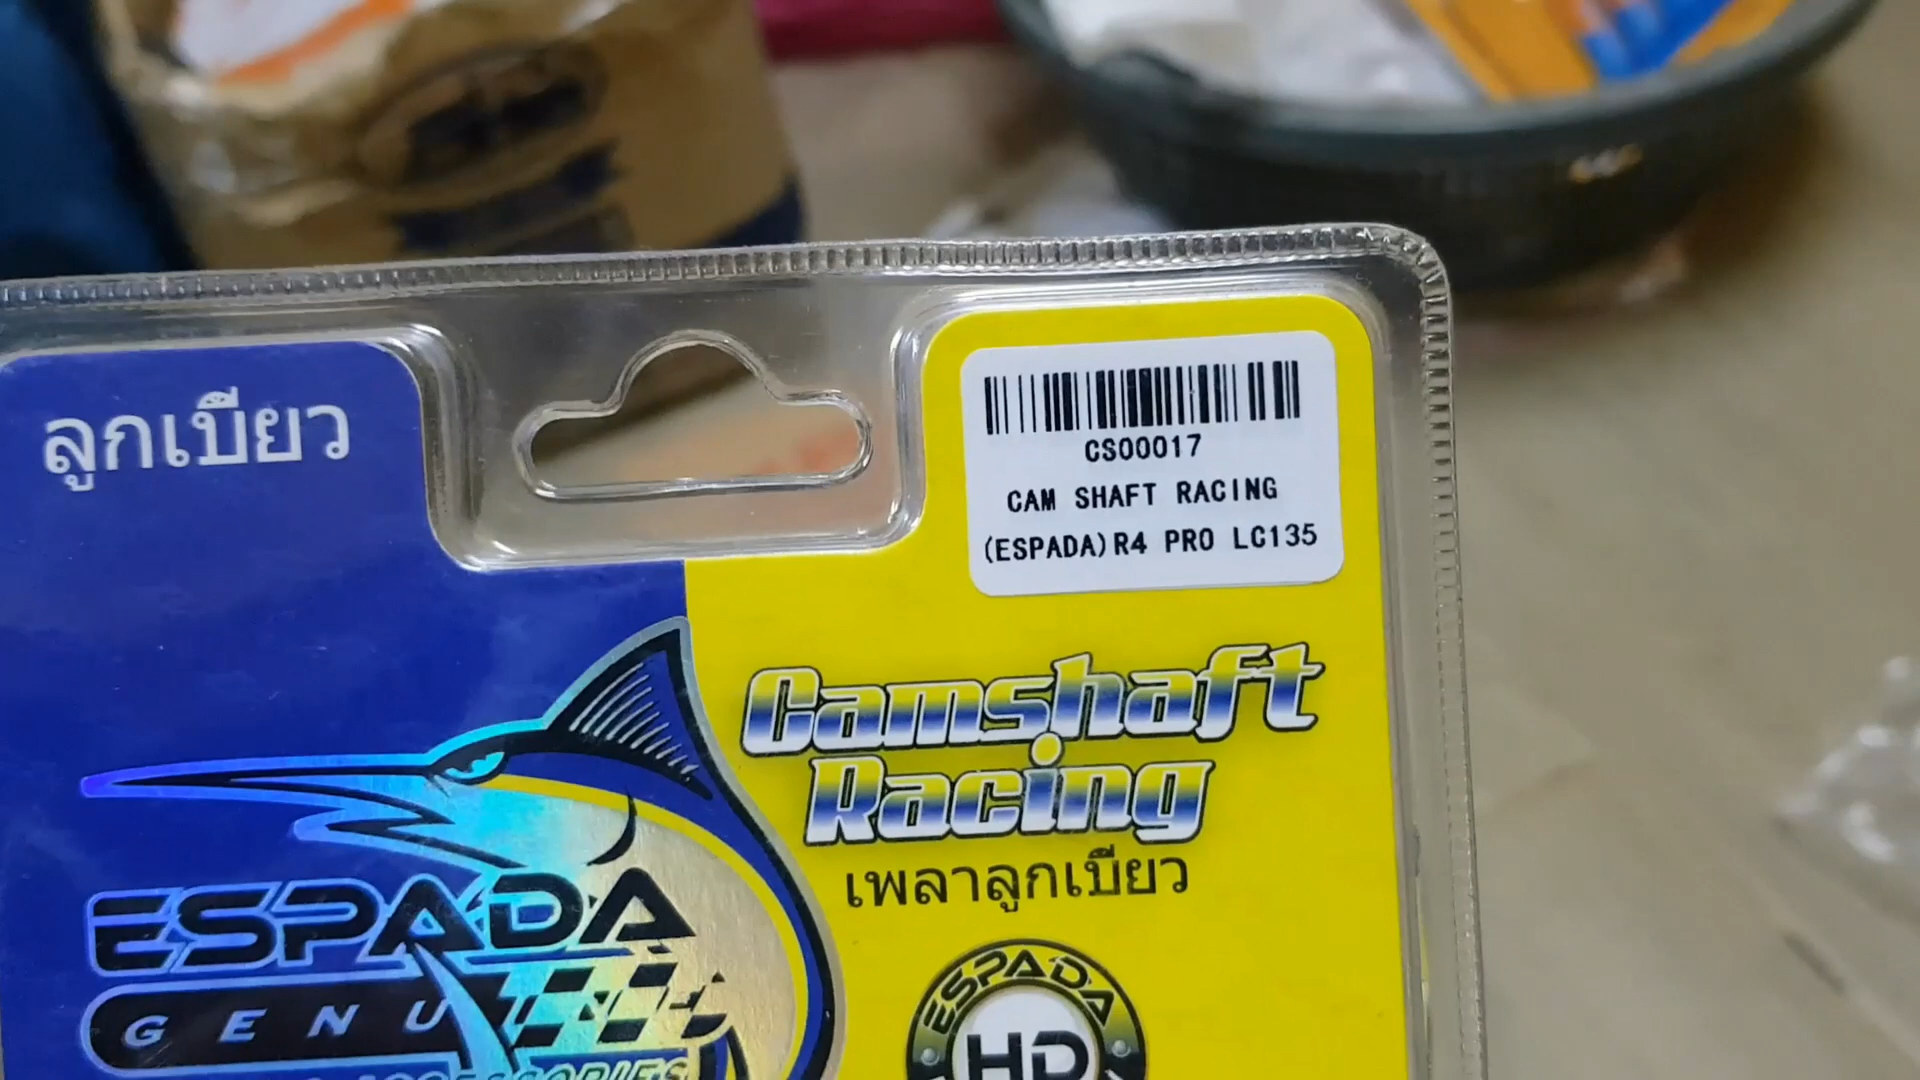 ลูกเบี้ยว
CS00017
CAM SHAFT RACING
(ESPADA)R4 PRO LC135
Camshaft
Racing
เพลาลูกเบี้ยว
ESPADA
GENU
ACCESSORIES
ESPADA
HD